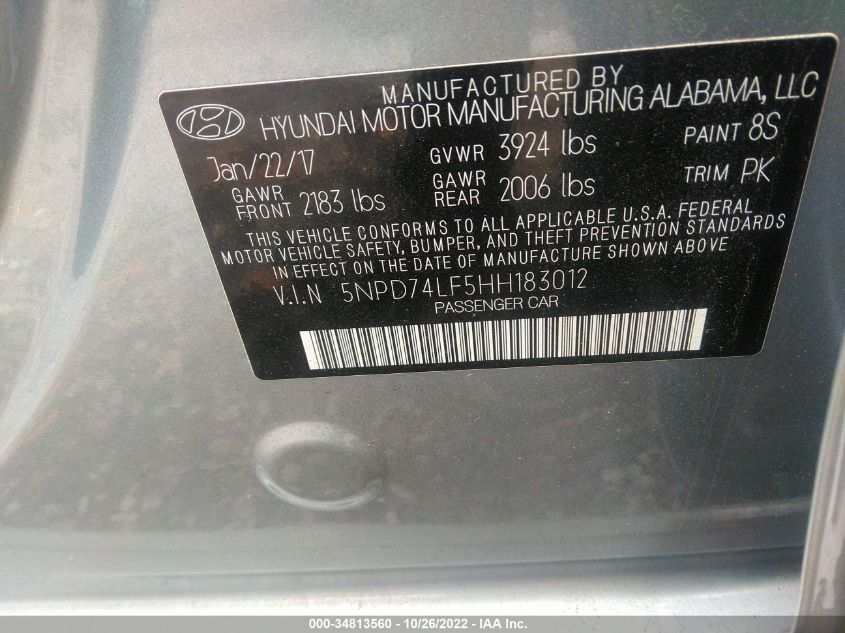 MANUFACTURED BY
HYUNDAI MOTOR MANUFACTURING ALABAMA, LLC
Jan/22/17 GVWR 3924 lbs PAINT 8S
GAWR FRONT 2183 lbs GAWR REAR 2006 lbs TRIM PK
THIS VEHICLE CONFORMS TO ALL APPLICABLE U.S.A. FEDERAL
MOTOR VEHICLE SAFETY, BUMPER, AND THEFT PREVENTION STANDARDS
IN EFFECT ON THE DATE OF MANUFACTURE SHOWN ABOVE
V.I.N 5NPD74LF5HH183012
PASSENGER CAR
000-34813560 - 10/26/2022 - IAA Inc.